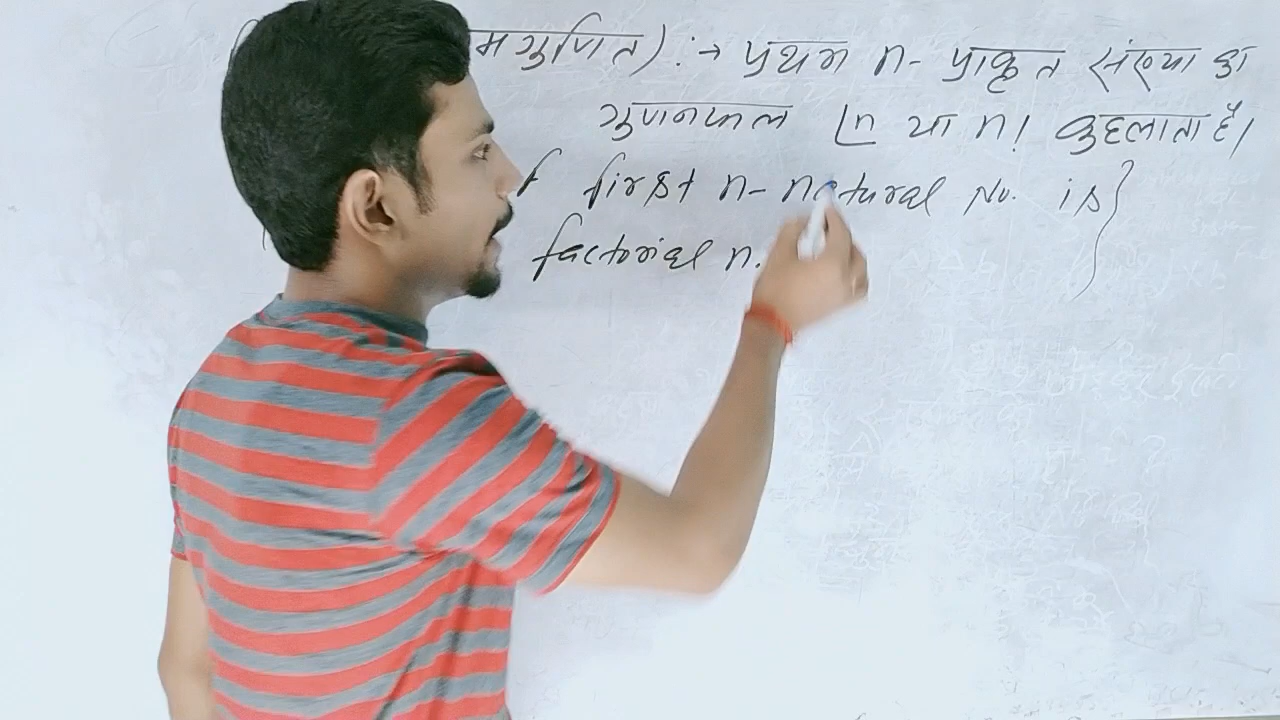 मगुणित) :→ प्रथम n- प्राकृत संख्या का
गुणनफल ⌊n या n! कहलाता है।
f first n- natural No. is }
factorial n.